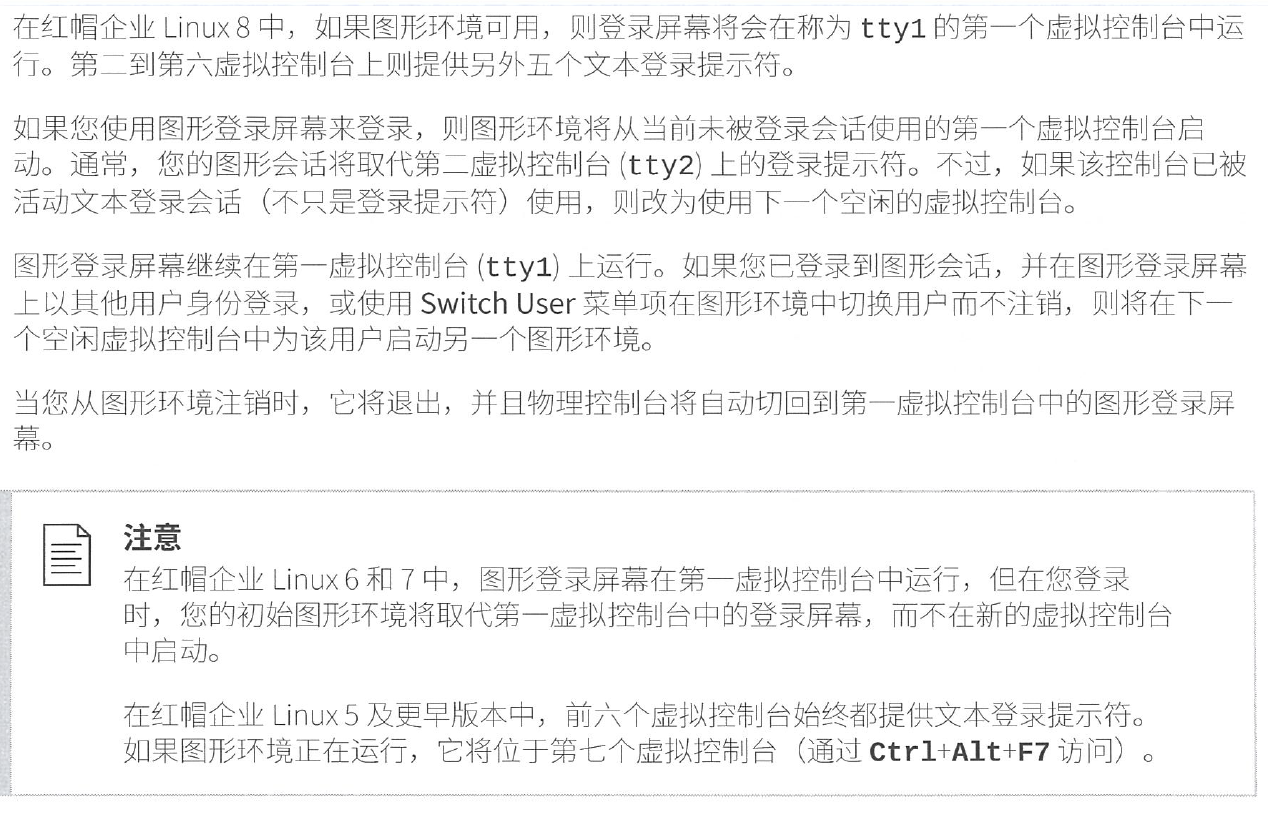 在红帽企业 Linux 8 中，如果图形环境可用，则登录屏幕将会在称为 tty1 的第一个虚拟控制台中运
行。第二到第六虚拟控制台上则提供另外五个文本登录提示符。
如果您使用图形登录屏幕来登录，则图形环境将从当前未被登录会话使用的第一个虚拟控制台启
动。通常，您的图形会话将取代第二虚拟控制台 (tty2) 上的登录提示符。不过，如果该控制台已被
活动文本登录会话（不只是登录提示符）使用，则改为使用下一个空闲的虚拟控制台。
图形登录屏幕继续在第一虚拟控制台 (tty1) 上运行。如果您已登录到图形会话，并在图形登录屏幕
上以其他用户身份登录，或使用 Switch User 菜单项在图形环境中切换用户而不注销，则将在下一
个空闲虚拟控制台中为该用户启动另一个图形环境。
当您从图形环境注销时，它将退出，并且物理控制台将自动切回到第一虚拟控制台中的图形登录屏
幕。
注意
在红帽企业 Linux 6 和 7 中，图形登录屏幕在第一虚拟控制台中运行，但在您登录
时，您的初始图形环境将取代第一虚拟控制台中的登录屏幕，而不在新的虚拟控制台
中启动。
在红帽企业 Linux 5 及更早版本中，前六个虚拟控制台始终都提供文本登录提示符。
如果图形环境正在运行，它将位于第七个虚拟控制台（通过 Ctrl+Alt+F7 访问）。